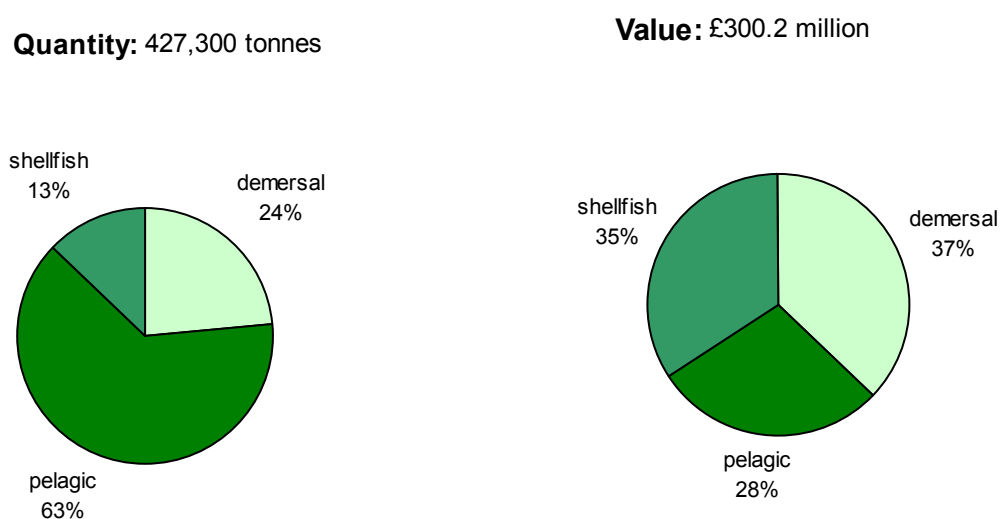 Quantity: 427,300 tonnes
shellfish
13%
demersal
24%
pelagic
63%
Value: £300.2 million
shellfish
35%
demersal
37%
pelagic
28%